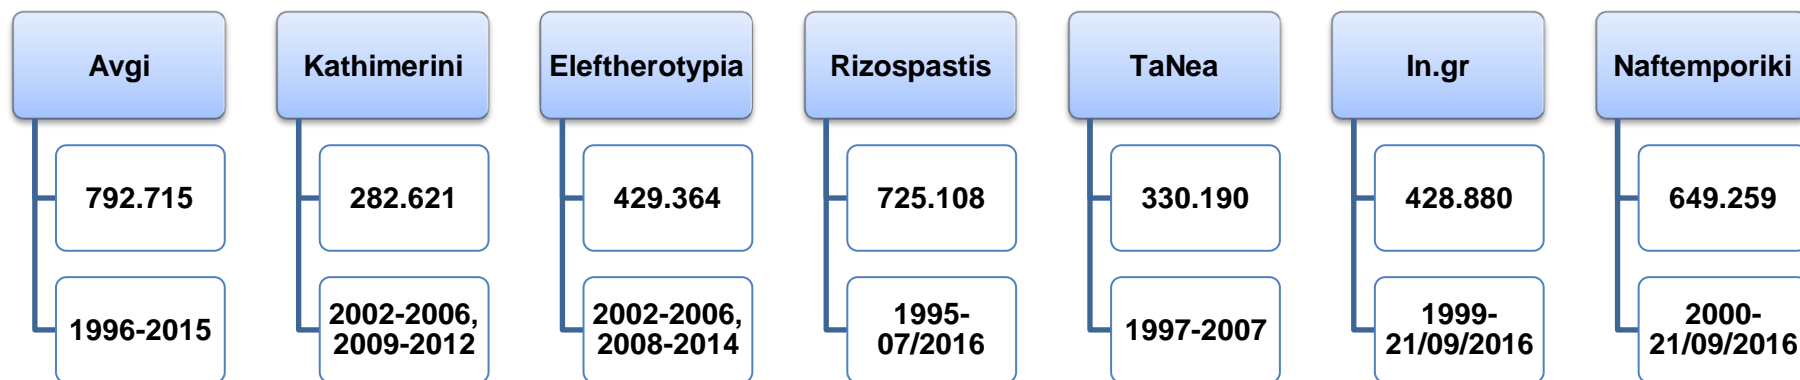 Avgi
792.715
1996-2015
Kathimerini
282.621
2002-2006,
2009-2012
Eleftherotypia
429.364
2002-2006,
2008-2014
Rizospastis
725.108
1995-
07/2016
TaNea
330.190
1997-2007
In.gr
428.880
1999-
21/09/2016
Naftemporiki
649.259
2000-
21/09/2016